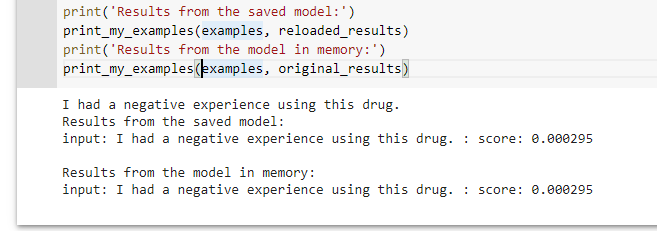 print('Results from the saved model:')
print_my_examples(examples, reloaded_results)
print('Results from the model in memory:')
print_my_examples(examples, original_results)
I had a negative experience using this drug.
Results from the saved model:
input: I had a negative experience using this drug. : score: 0.000295
Results from the model in memory:
input: I had a negative experience using this drug. : score: 0.000295